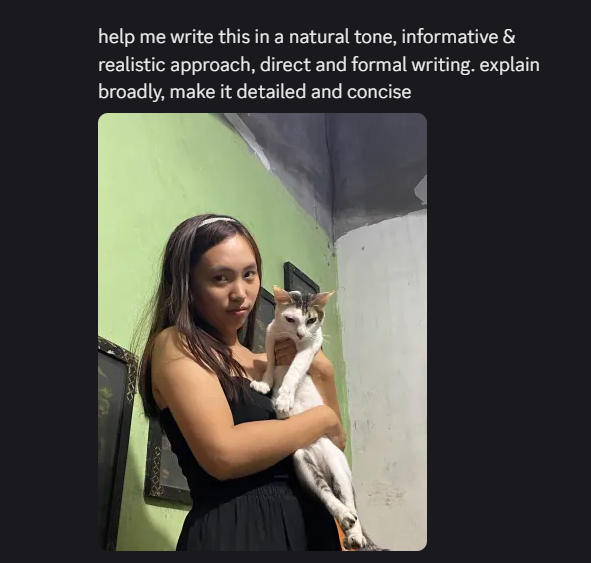 help me write this in a natural tone, informative &
realistic approach, direct and formal writing. explain
broadly, make it detailed and concise